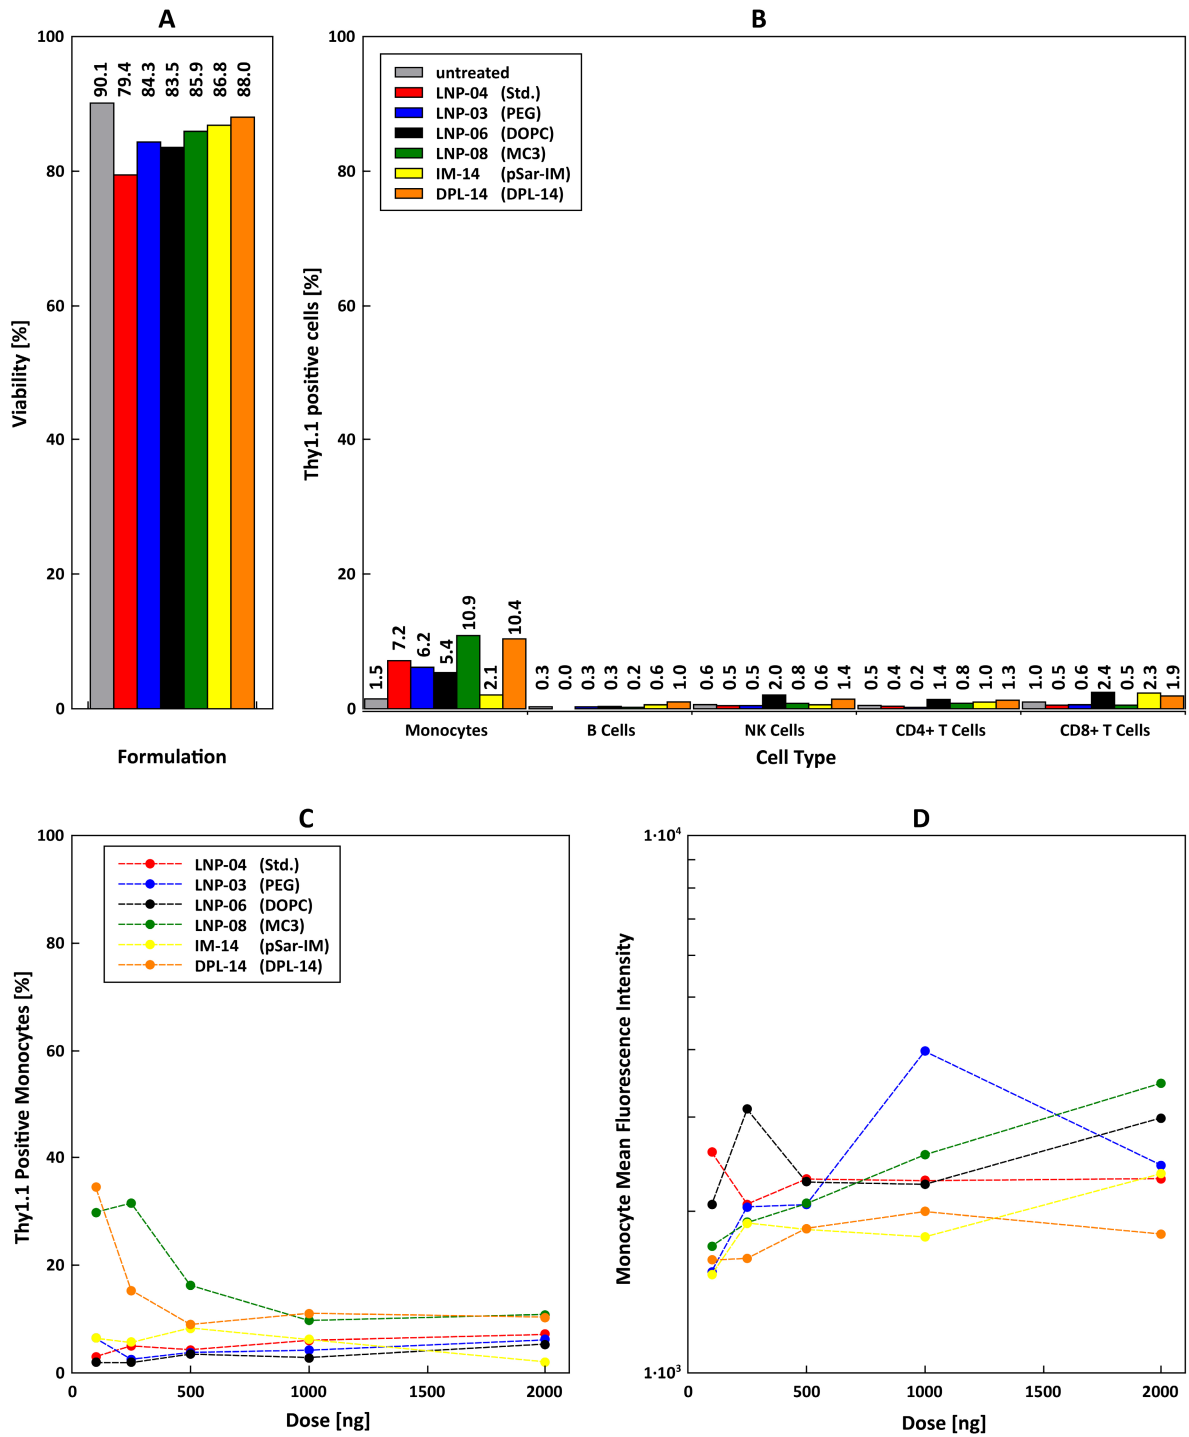 A
100
80
60
40
20
0
Viability [%]
90.1
79.4
84.3
83.5
85.9
86.8
88.0
Formulation
B
100
80
60
40
20
0
Thy1.1 positive cells [%]
untreated
LNP-04 (Std.)
LNP-03 (PEG)
LNP-06 (DOPC)
LNP-08 (MC3)
IM-14 (pSar-IM)
DPL-14 (DPL-14)
1.5 7.2 6.2 5.4 10.9 2.1 10.4
0.3 0.0 0.3 0.3 0.2 0.6 1.0
0.6 0.5 0.5 2.0 0.8 0.6 1.4
0.5 0.4 0.2 1.4 0.8 1.0 1.3
1.0 0.5 0.6 2.4 0.5 2.3 1.9
Monocytes B Cells NK Cells CD4+ T Cells CD8+ T Cells
Cell Type
C
100
80
60
40
20
0
Thy1.1 Positive Monocytes [%]
LNP-04 (Std.)
LNP-03 (PEG)
LNP-06 (DOPC)
LNP-08 (MC3)
IM-14 (pSar-IM)
DPL-14 (DPL-14)
0 500 1000 1500 2000
Dose [ng]
D
1·10⁴
1·10³
Monocyte Mean Fluorescence Intensity
0 500 1000 1500 2000
Dose [ng]